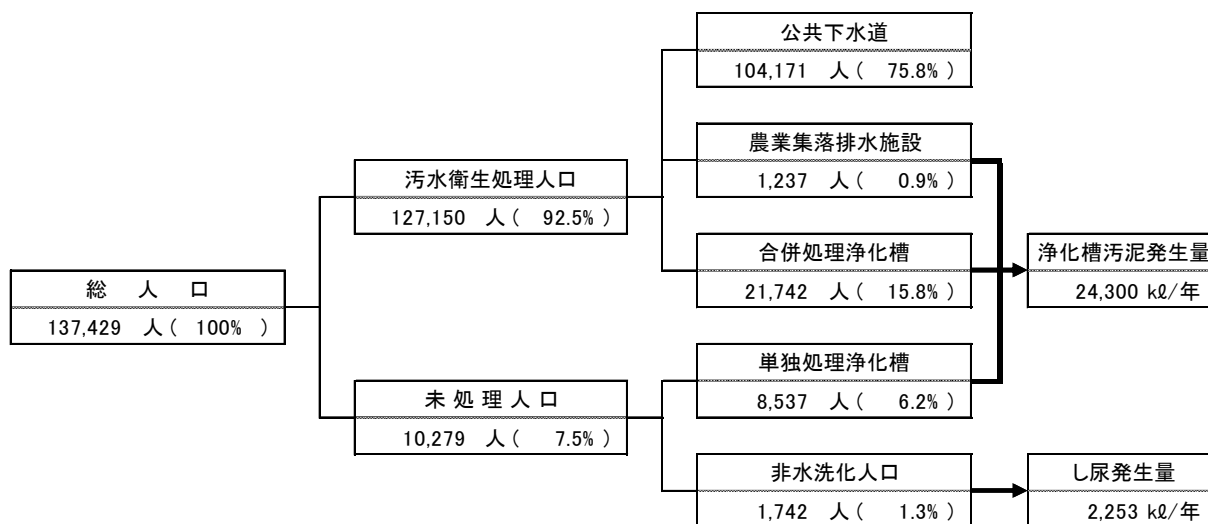 公共下水道
104,171 人 ( 75.8% )
農業集落排水施設
1,237 人 ( 0.9% )
汚水衛生処理人口
127,150 人 ( 92.5% )
合併処理浄化槽
21,742 人 ( 15.8% )
浄化槽汚泥発生量
24,300 kℓ/年
総人口
137,429 人 ( 100% )
単独処理浄化槽
8,537 人 ( 6.2% )
未処理人口
10,279 人 ( 7.5% )
非水洗化人口
1,742 人 ( 1.3% )
し尿発生量
2,253 kℓ/年